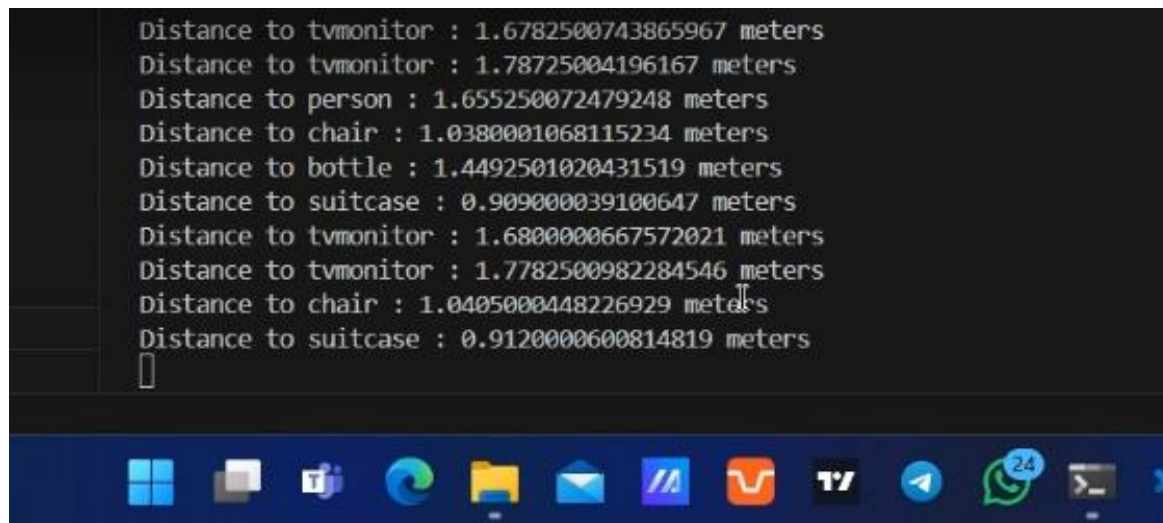 Distance to tvmonitor : 1.6782500743865967 meters
Distance to tvmonitor : 1.78725004196167 meters
Distance to person : 1.655250072479248 meters
Distance to chair : 1.0380001068115234 meters
Distance to bottle : 1.4492501020431519 meters
Distance to suitcase : 0.909000039100647 meters
Distance to tvmonitor : 1.6800000667572021 meters
Distance to tvmonitor : 1.7782500982284546 meters
Distance to chair : 1.0405000448226929 meters
Distance to suitcase : 0.9120000600814819 meters
24